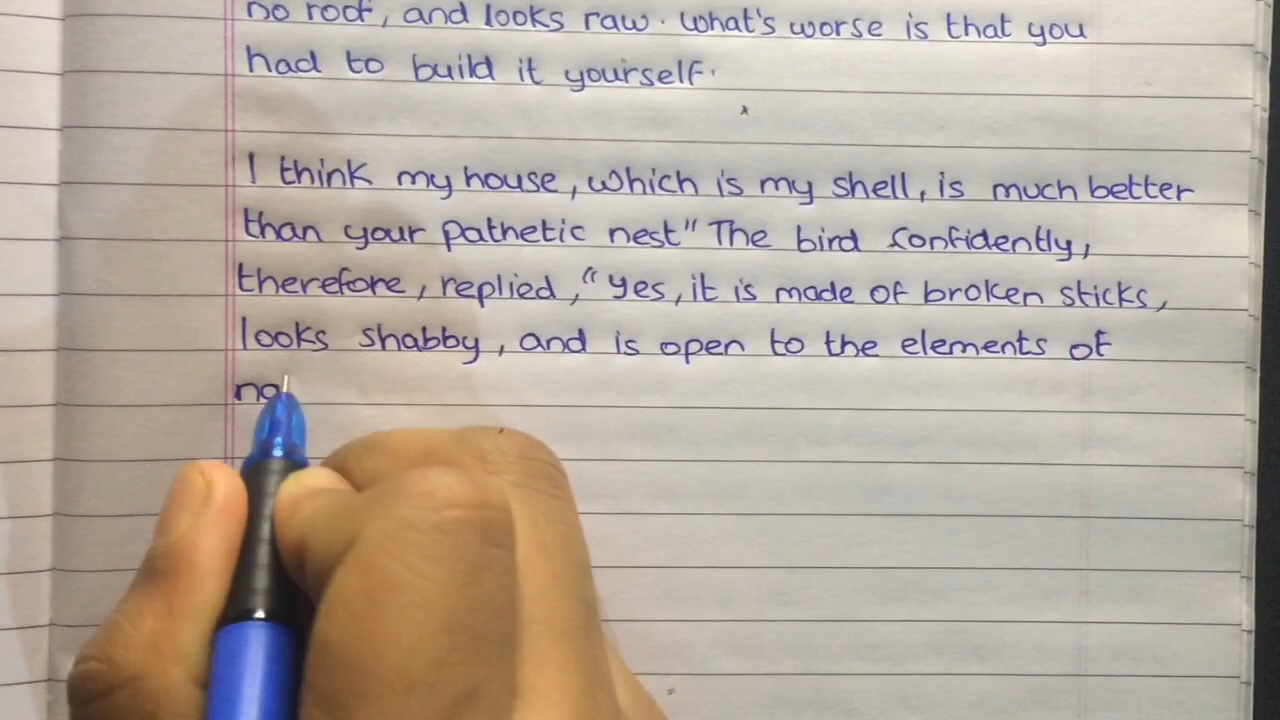 no roof, and looks raw. What's worse is that you
had to build it yourself.
I think my house, which is my shell, is much better
than your pathetic nest" The bird confidently,
therefore, replied, "Yes, it is made of broken sticks,
looks shabby, and is open to the elements of
na